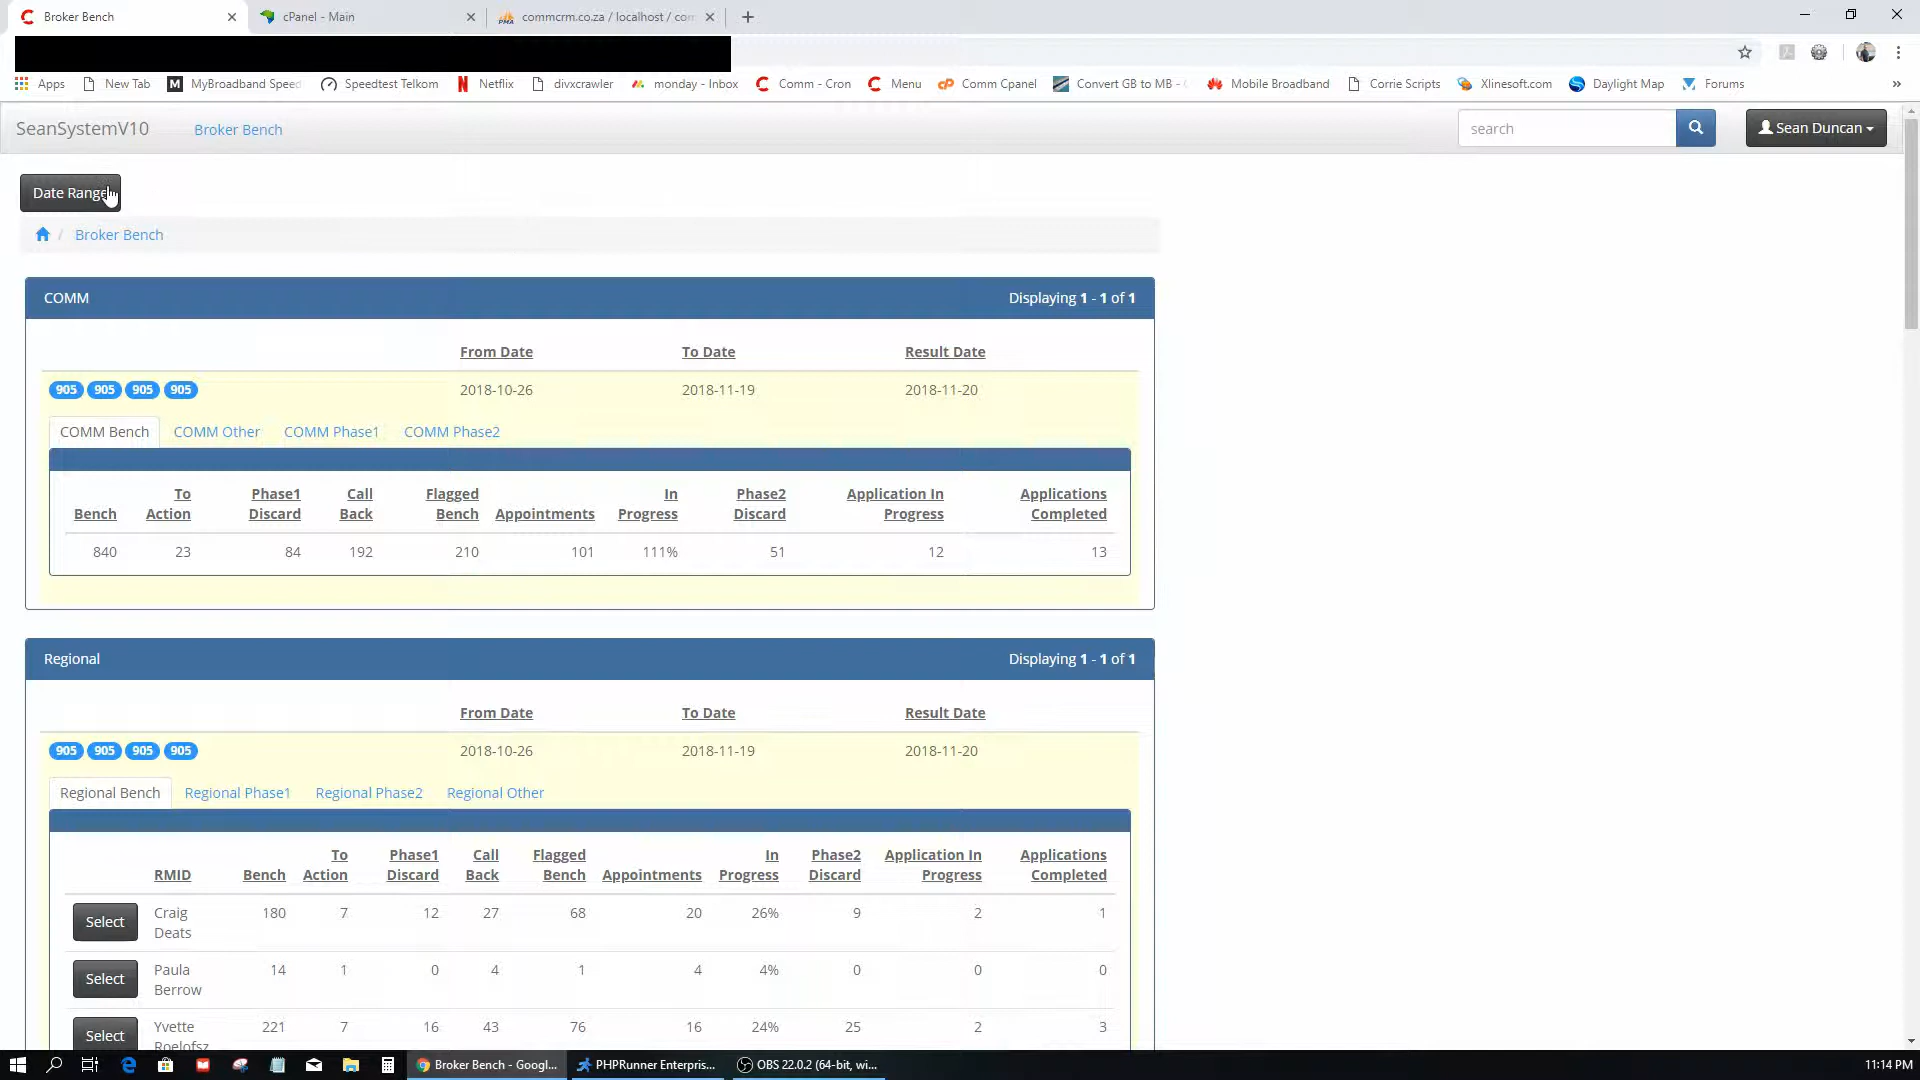 Broker Bench
cPanel - Main
commcrm.co.za / localhost / com
Apps New Tab MyBroadband Speed Speedtest Telkom Netflix divxcrawler monday - Inbox Comm - Cron Menu Comm Cpanel Convert GB to MB - Mobile Broadband Corrie Scripts Xlinesoft.com Daylight Map Forums »
SeanSystemV10 Broker Bench search Sean Duncan
Date Range
/ Broker Bench
COMM Displaying 1 - 1 of 1
From Date To Date Result Date
905 905 905 905 2018-10-26 2018-11-19 2018-11-20
COMM Bench COMM Other COMM Phase1 COMM Phase2
To Phase1 Call Flagged In Phase2 Application In Applications
Bench Action Discard Back Bench Appointments Progress Discard Progress Completed
840 23 84 192 210 101 111% 51 12 13
Regional Displaying 1 - 1 of 1
From Date To Date Result Date
905 905 905 905 2018-10-26 2018-11-19 2018-11-20
Regional Bench Regional Phase1 Regional Phase2 Regional Other
To Phase1 Call Flagged In Phase2 Application In Applications
RMID Bench Action Discard Back Bench Appointments Progress Discard Progress Completed
Select Craig 180 7 12 27 68 20 26% 9 2 1
Deats
Select Paula 14 1 0 4 1 4 4% 0 0 0
Berrow
Select Yvette 221 7 16 43 76 16 24% 25 2 3
Roelofsz
Broker Bench - Googl... PHPRunner Enterpris... OBS 22.0.2 (64-bit, wi... 11:14 PM